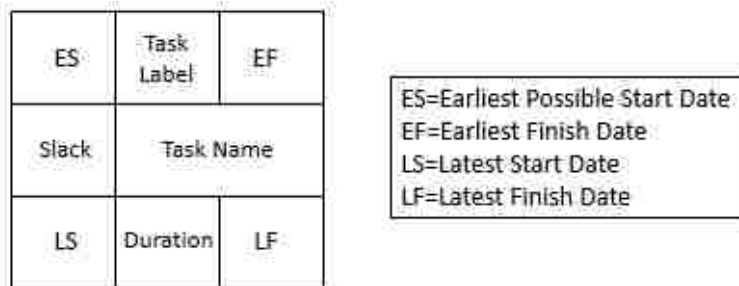 ES
Task
Label
EF
Slack
Task Name
LS
Duration
LF
ES=Earliest Possible Start Date
EF=Earliest Finish Date
LS=Latest Start Date
LF=Latest Finish Date